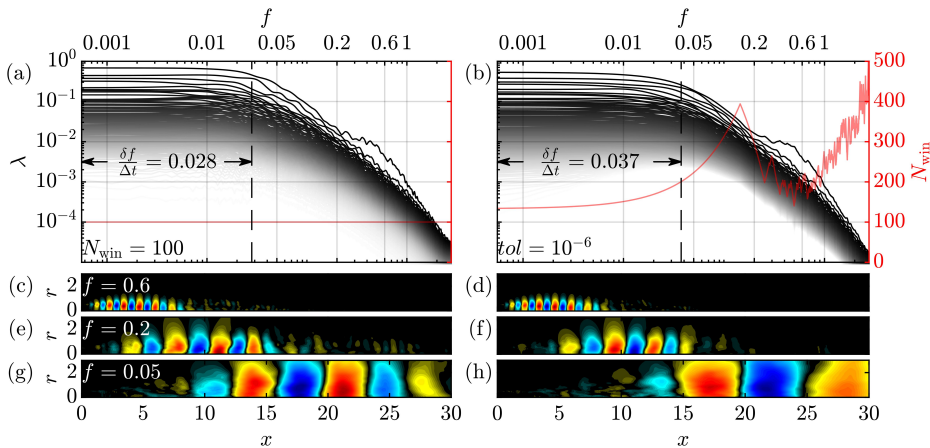 f
f
0.001 0.01 0.05 0.2 0.6 1
0.001 0.01 0.05 0.2 0.6 1
(a) 10^0
(b) 500
10^{-1} 400
λ 10^{-2} 300 N_win
δf/Δt = 0.028
δf/Δt = 0.037
10^{-3} 200
10^{-4} 100
N_win = 100
tol = 10^{-6} 0
(c) r 2 0 f = 0.6
(d)
(e) r 2 0 f = 0.2
(f)
(g) r 2 0 f = 0.05
(h)
0 5 10 15 20 25 30
0 5 10 15 20 25 30
x
x